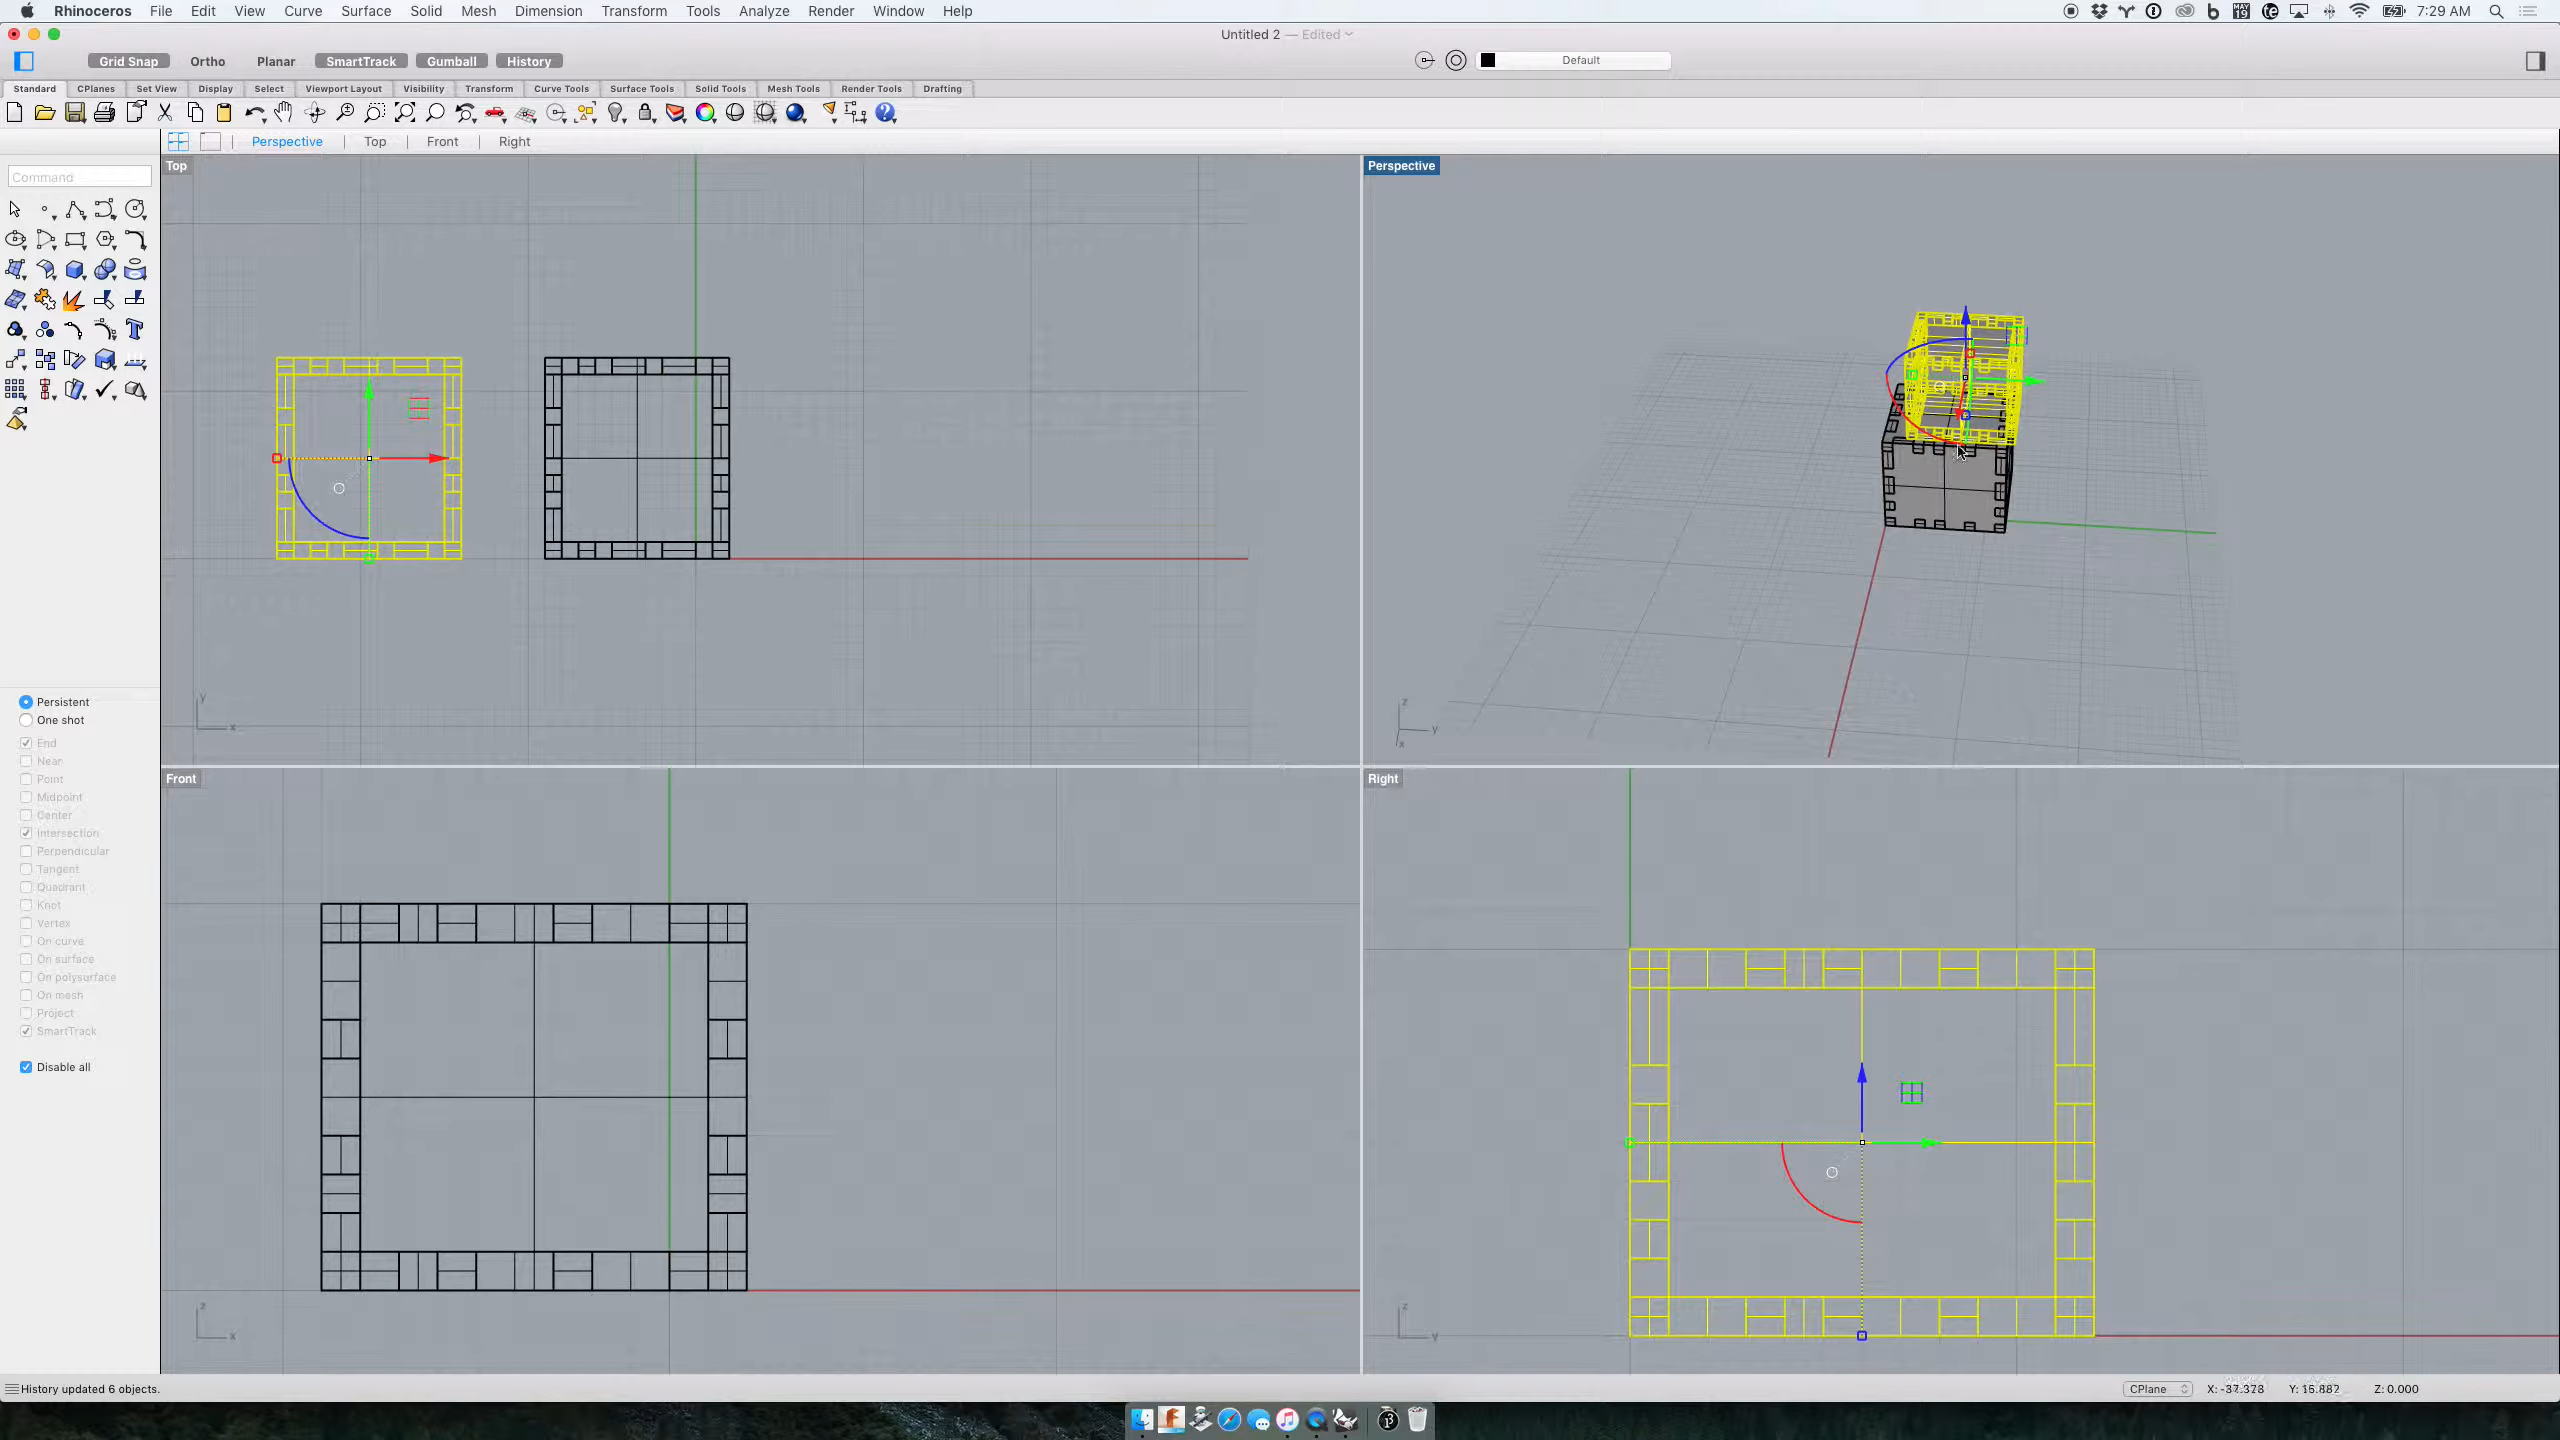 Rhinoceros File Edit View Curve Surface Solid Mesh Dimension Transform Tools Analyze Render Window Help
MAY 19 7:29 AM
Untitled 2 — Edited
Grid Snap Ortho Planar SmartTrack Gumball History
Default
Standard CPlanes Set View Display Select Viewport Layout Visibility Transform Curve Tools Surface Tools Solid Tools Mesh Tools Render Tools Drafting
Perspective | Top | Front | Right
Top
Perspective
Command
Persistent
One shot
End
Near
Point
Midpoint
Center
Intersection
Perpendicular
Tangent
Quadrant
Knot
Vertex
On curve
On surface
On polysurface
On mesh
Project
SmartTrack
Disable all
y
x
z
y
x
Front
Right
z
x
z
y
History updated 6 objects.
CPlane X: -37.378 Y: 15.887 Z: 0.000